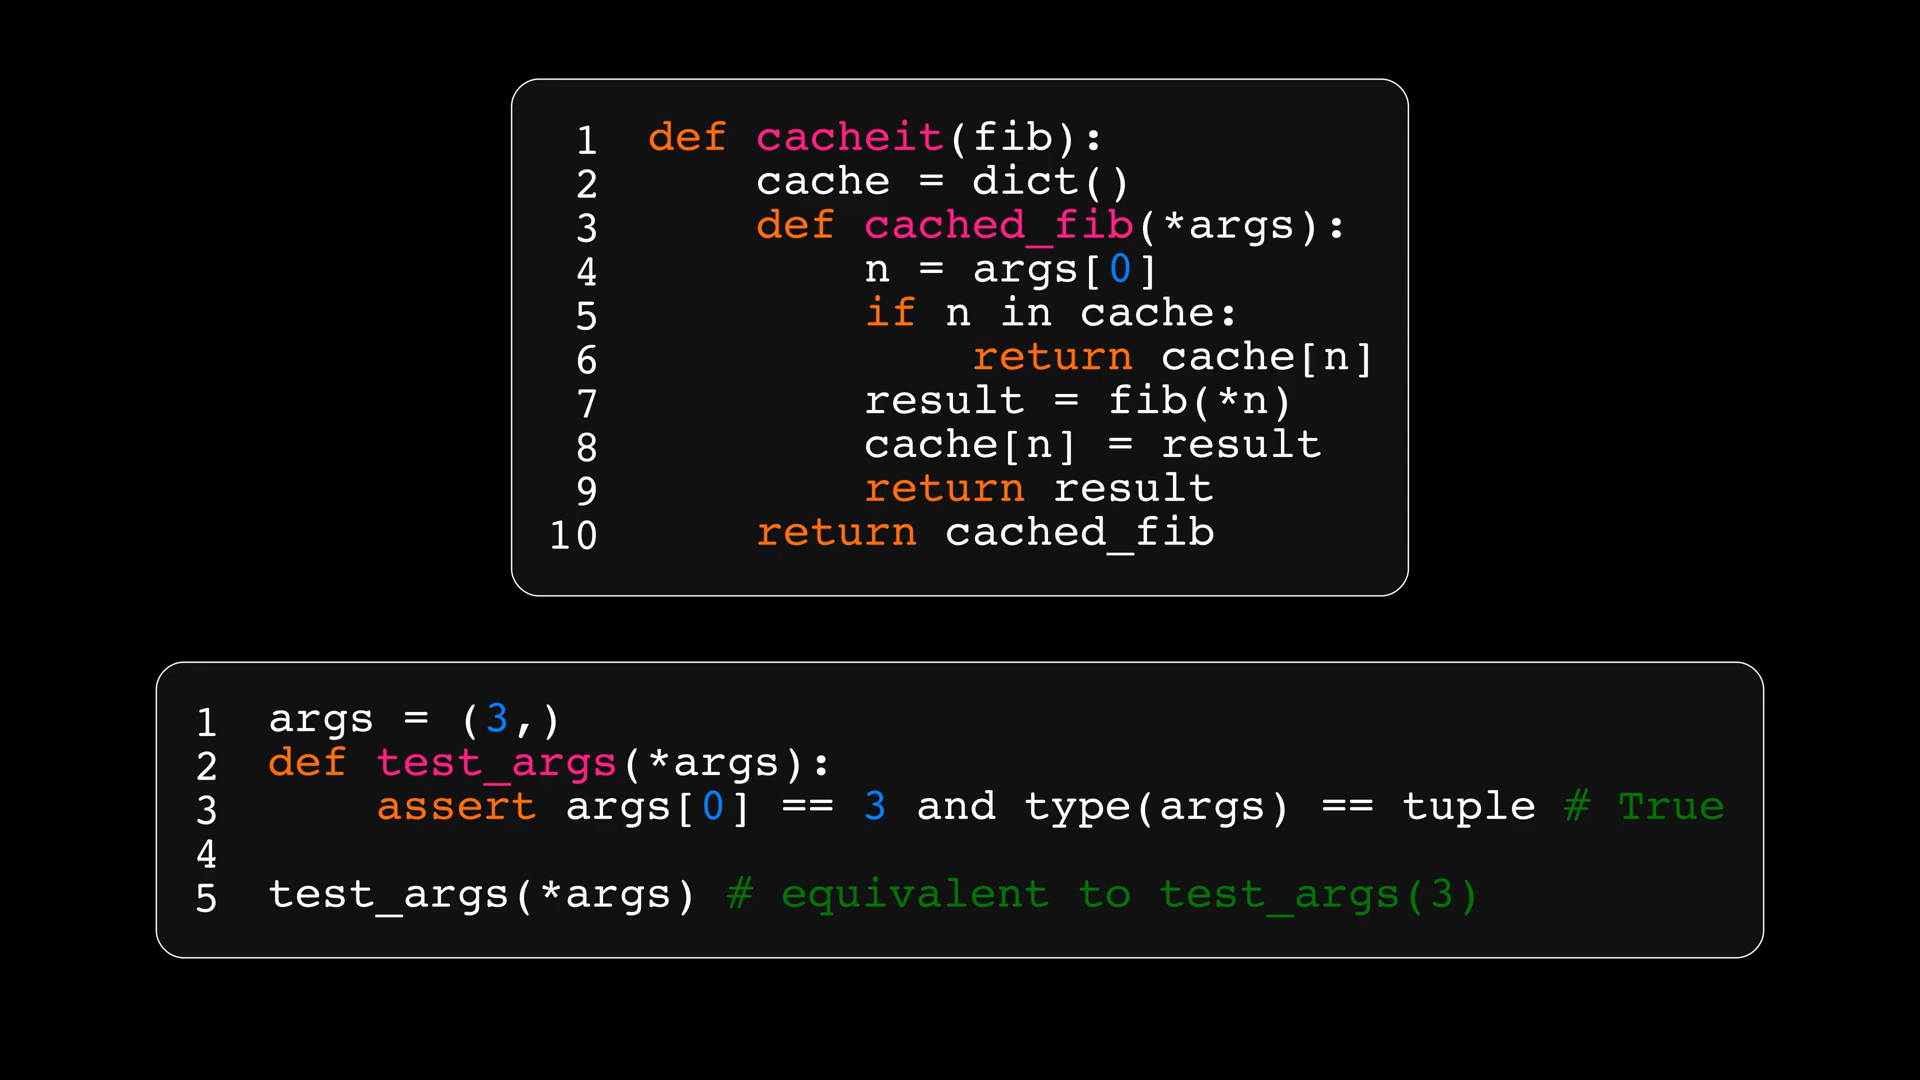 1 def cacheit(fib):
2     cache = dict()
3     def cached_fib(*args):
4         n = args[0]
5         if n in cache:
6             return cache[n]
7         result = fib(*n)
8         cache[n] = result
9         return result
10     return cached_fib
1 args = (3,)
2 def test_args(*args):
3     assert args[0] == 3 and type(args) == tuple # True
4
5 test_args(*args) # equivalent to test_args(3)